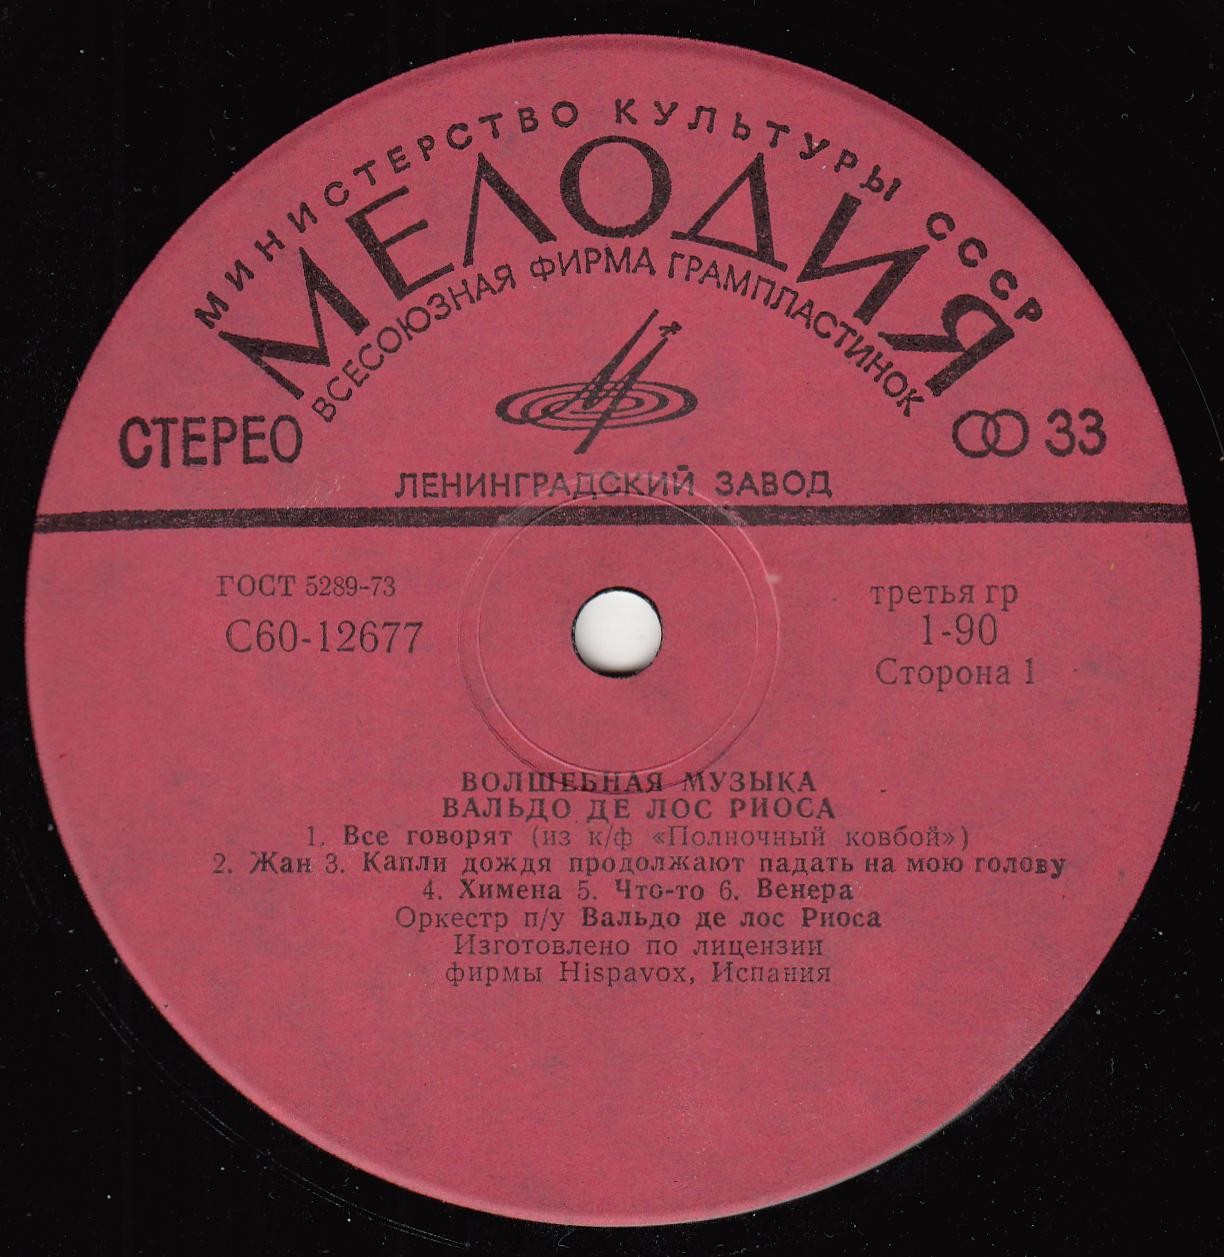 МИНИСТЕРСТВО КУЛЬТУРЫ СССР
МЕЛОДИЯ
ВСЕСОЮЗНАЯ ФИРМА ГРАМПЛАСТИНОК
СТЕРЕО
33
ЛЕНИНГРАДСКИЙ ЗАВОД
ГОСТ 5289-73
С60-12677
третья гр
1-90
Сторона 1
ВОЛШЕБНАЯ МУЗЫКА
ВАЛЬДО ДЕ ЛОС РИОСА
1. Все говорят (из к/ф «Полночный ковбой»)
2. Жан 3. Капли дождя продолжают падать на мою голову
4. Химена 5. Что-то 6. Венера
Оркестр п/у Вальдо де лос Риоса
Изготовлено по лицензии
фирмы Hispavox, Испания